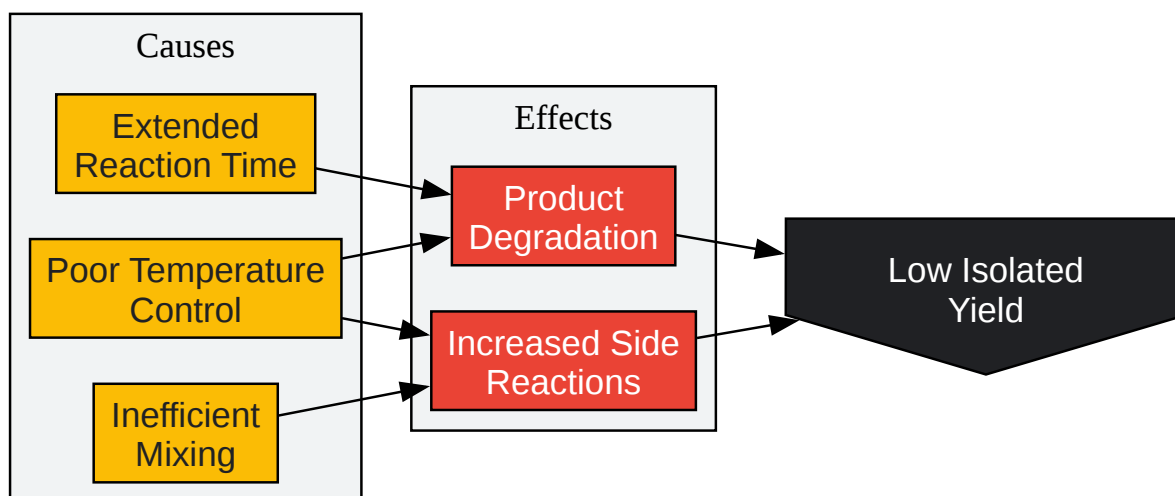 Causes
Extended
Reaction Time
Poor Temperature
Control
Inefficient
Mixing
Effects
Product
Degradation
Increased Side
Reactions
Low Isolated
Yield